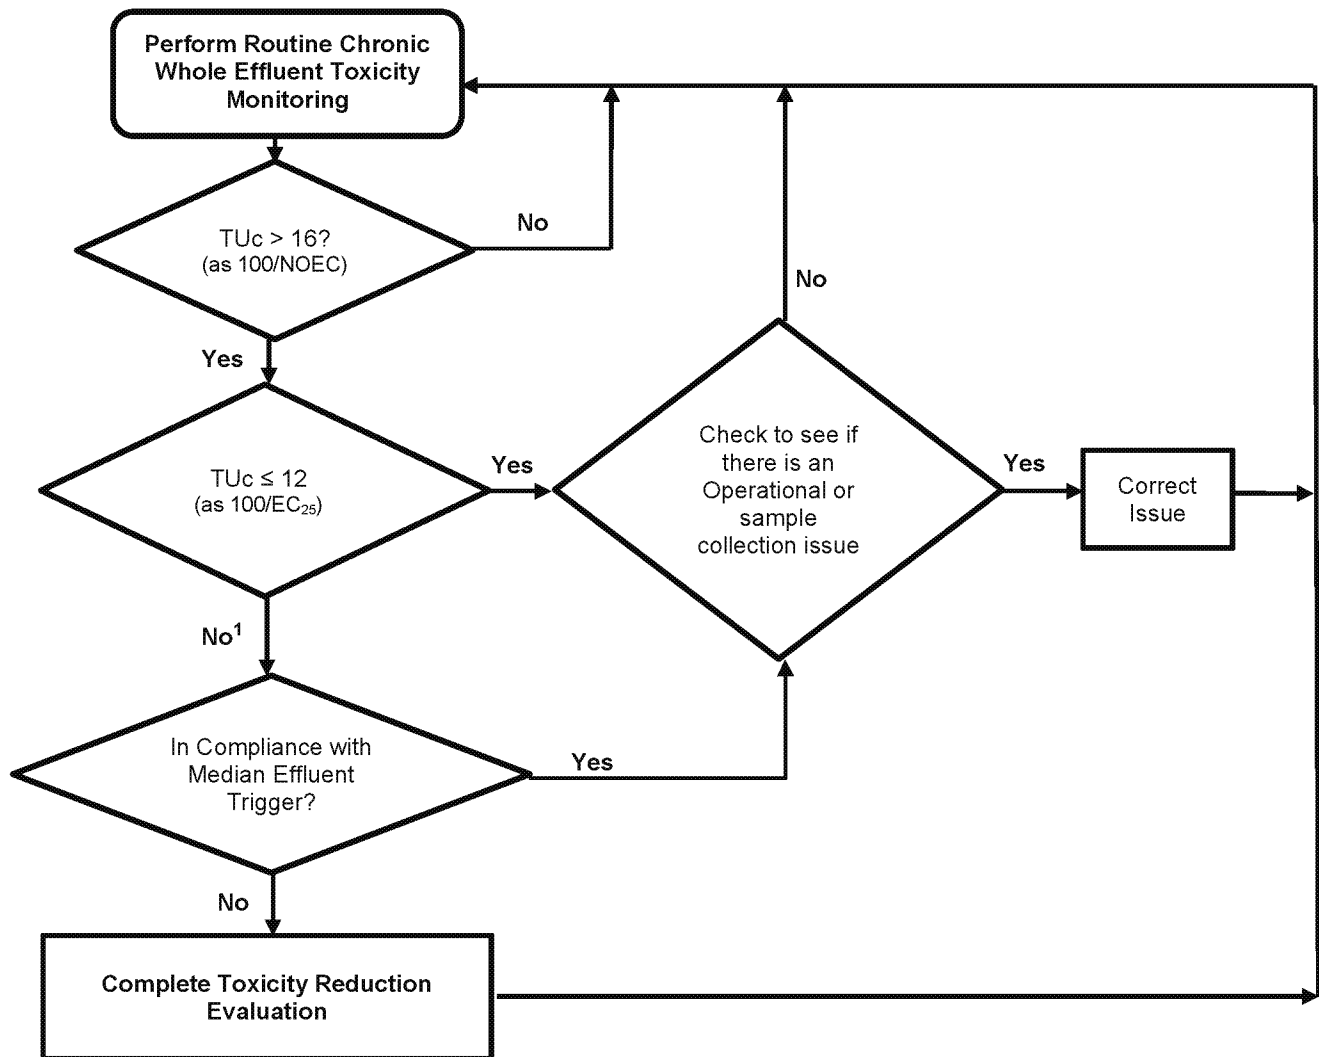 Perform Routine Chronic
Whole Effluent Toxicity
Monitoring
TUc > 16?
(as 100/NOEC)
No
Yes
TUc ≤ 12
(as 100/EC₂₅)
Yes
Check to see if
there is an
Operational or
sample
collection issue
No
Yes
Correct
Issue
No¹
In Compliance with
Median Effluent
Trigger?
Yes
No
Complete Toxicity Reduction
Evaluation